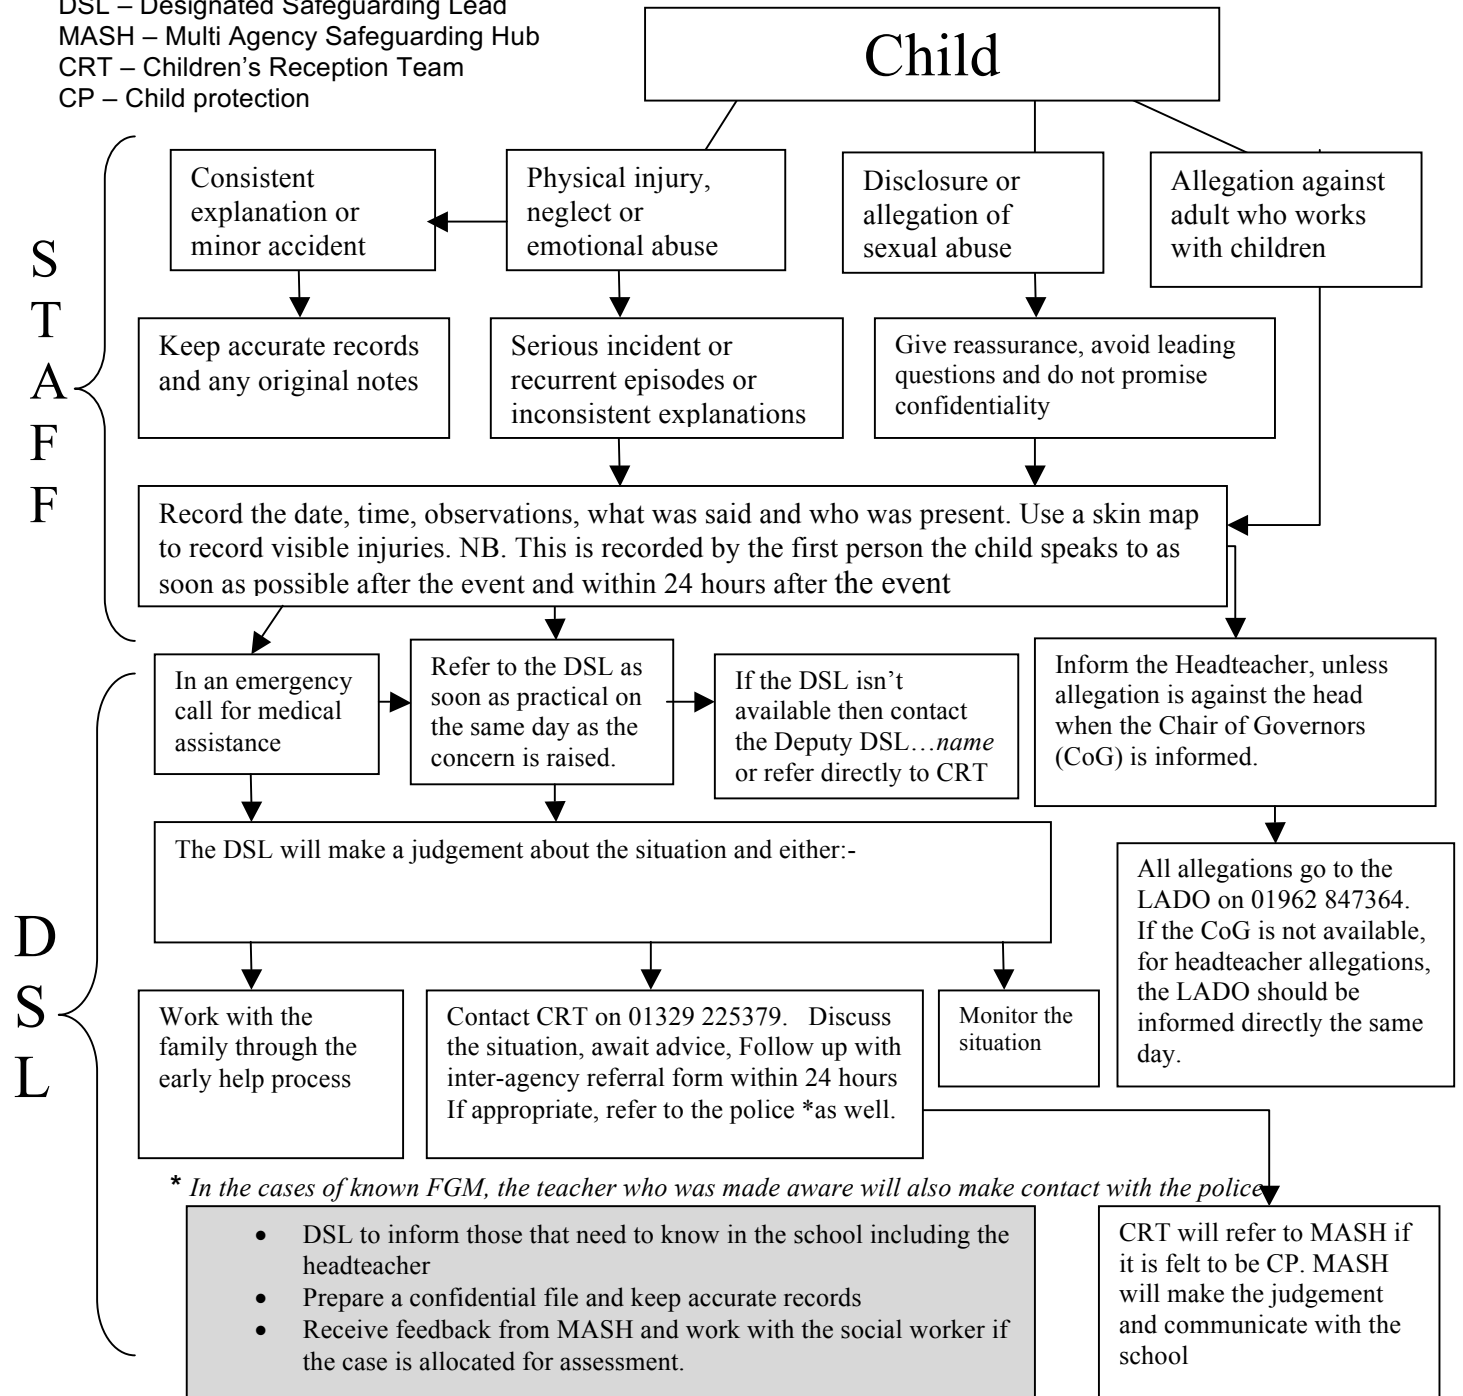 DSL – Designated Safeguarding Lead
MASH – Multi Agency Safeguarding Hub
CRT – Children's Reception Team
CP – Child protection
Child
S
T
A
F
F
Consistent
explanation or
minor accident
Physical injury,
neglect or
emotional abuse
Disclosure or
allegation of
sexual abuse
Allegation against
adult who works
with children
Keep accurate records
and any original notes
Serious incident or
recurrent episodes or
inconsistent explanations
Give reassurance, avoid leading
questions and do not promise
confidentiality
Record the date, time, observations, what was said and who was present. Use a skin map
to record visible injuries. NB. This is recorded by the first person the child speaks to as
soon as possible after the event and within 24 hours after the event
D
S
L
In an emergency
call for medical
assistance
Refer to the DSL as
soon as practical on
the same day as the
concern is raised.
If the DSL isn't
available then contact
the Deputy DSL…name
or refer directly to CRT
Inform the Headteacher, unless
allegation is against the head
when the Chair of Governors
(CoG) is informed.
The DSL will make a judgement about the situation and either:-
All allegations go to the
LADO on 01962 847364.
If the CoG is not available,
for headteacher allegations,
the LADO should be
informed directly the same
day.
Work with the
family through the
early help process
Contact CRT on 01329 225379. Discuss
the situation, await advice, Follow up with
inter-agency referral form within 24 hours
If appropriate, refer to the police *as well.
Monitor the
situation
* In the cases of known FGM, the teacher who was made aware will also make contact with the police
• DSL to inform those that need to know in the school including the
headteacher
• Prepare a confidential file and keep accurate records
• Receive feedback from MASH and work with the social worker if
the case is allocated for assessment.
CRT will refer to MASH if
it is felt to be CP. MASH
will make the judgement
and communicate with the
school